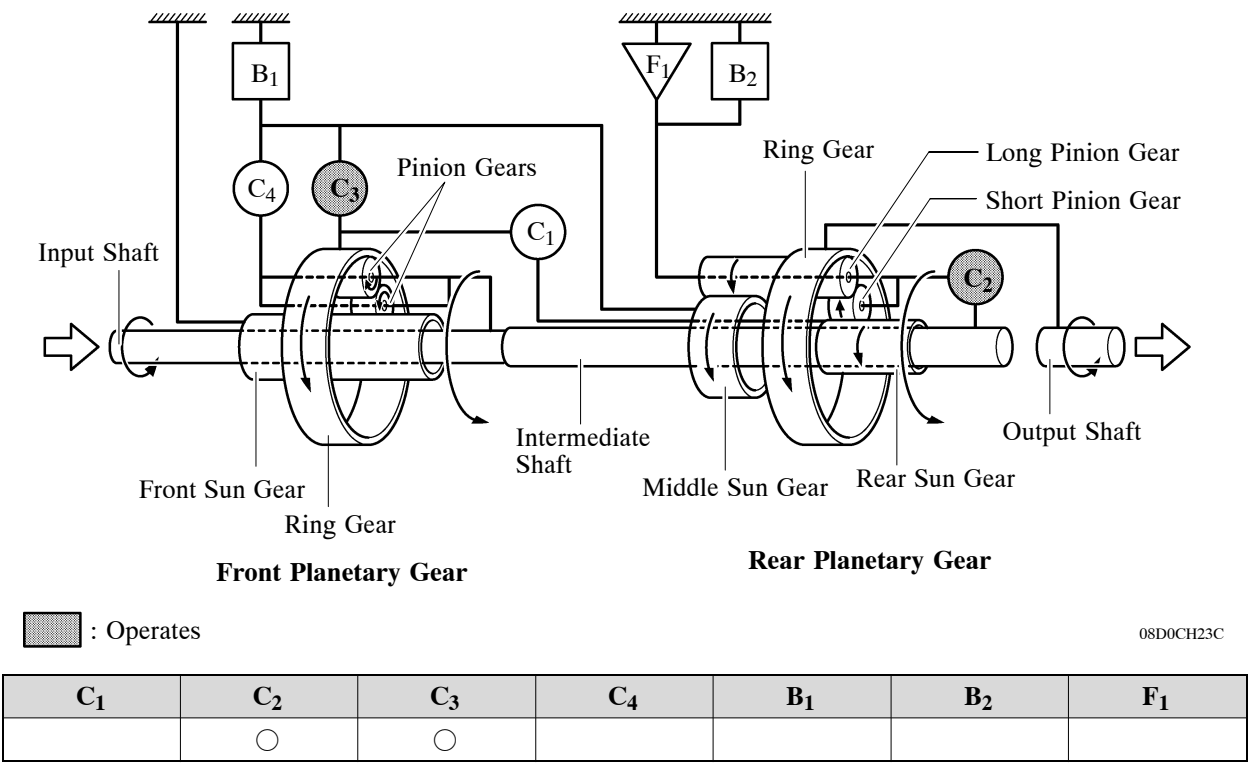 B1
F1
B2
C4
C3
Pinion Gears
C1
Ring Gear
Long Pinion Gear
Short Pinion Gear
Input Shaft
C2
Intermediate
Shaft
Output Shaft
Front Sun Gear
Middle Sun Gear
Rear Sun Gear
Ring Gear
Front Planetary Gear
Rear Planetary Gear
: Operates
08D0CH23C
C1 C2 C3 C4 B1 B2 F1
○ ○